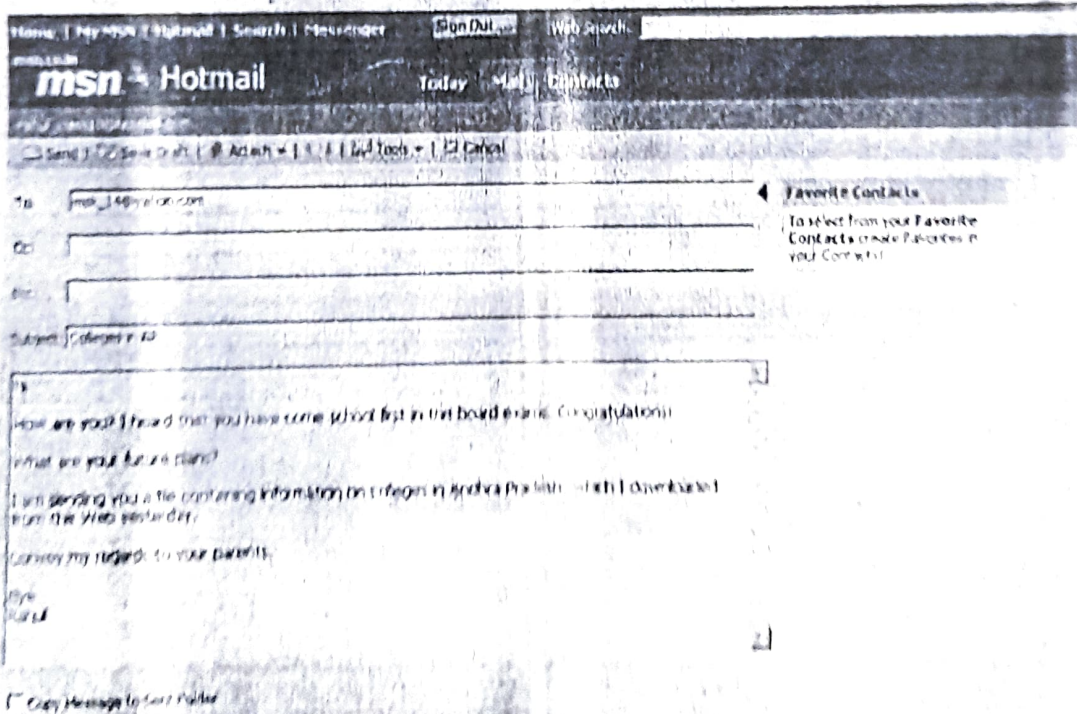 Home | My MSN | Hotmail | Search | Messenger
Sign Out
Web Search:
msn Hotmail
Today Mail Contacts
Send | Save Draft | Attach | Tools | Cancel
To:
Favorite Contacts
To select from your Favorite
Contacts create Favorites in
your Contacts!
Cc:
Subject:
How are you? I heard that you have come school first in the board exams. Congratulations!
What are your future plans?
I am sending you a file containing information on colleges in Andhra Pradesh which I downloaded
from the Web yesterday.
Convey my regards to your parents.
Bye
Copy Message to Sent Folder